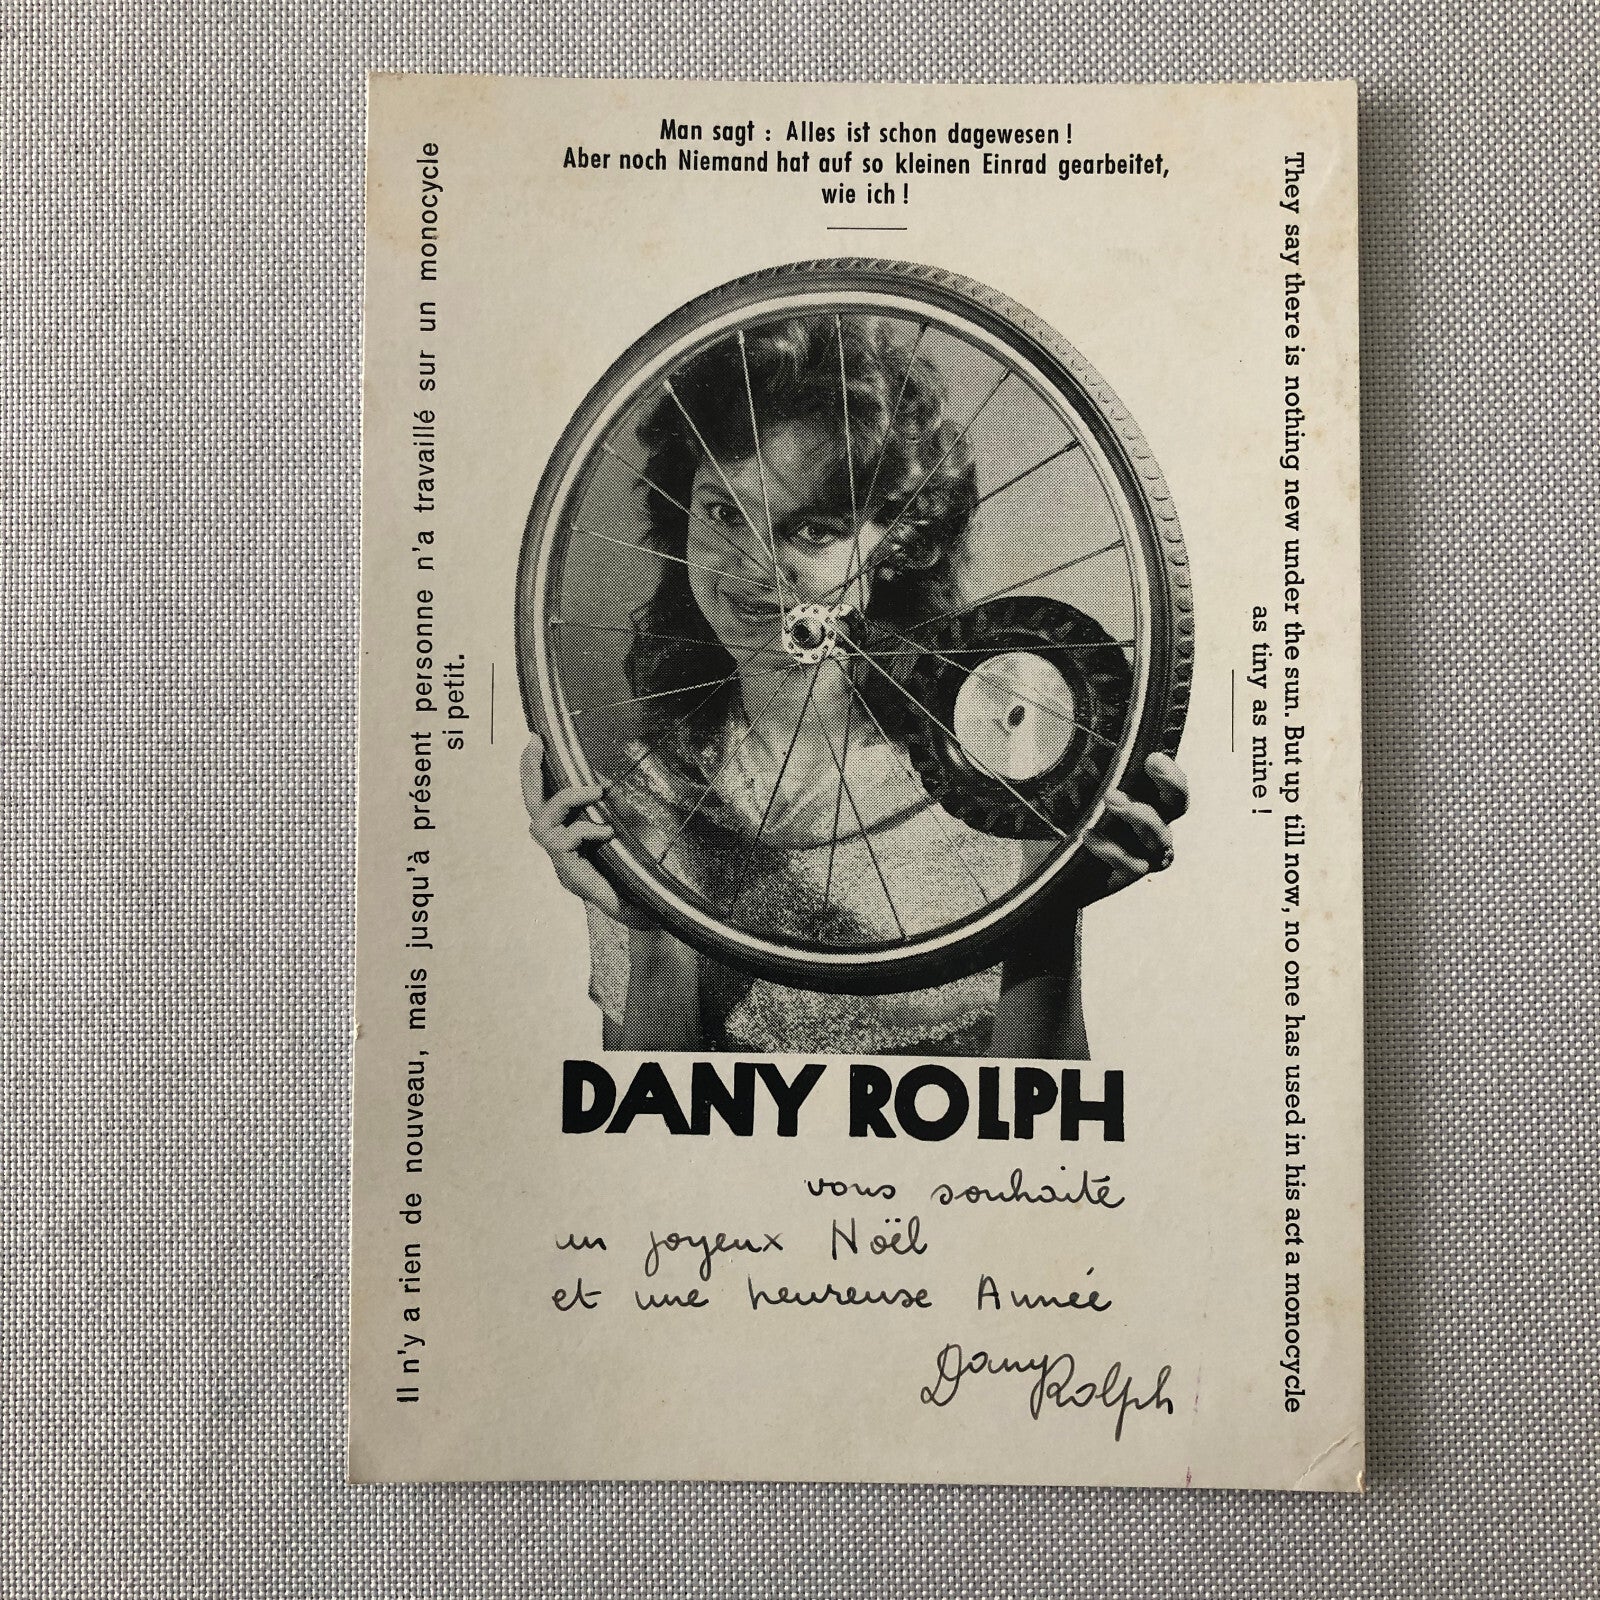 Man sagt : Alles ist schon dagewesen !
Aber noch Niemand hat auf so kleinen Einrad gearbeitet,
wie ich !
Il n'y a rien de nouveau, mais jusqu'à présent personne n'a travaillé sur un monocycle
si petit.
They say there is nothing new under the sun. But up till now, no one has used in his act a monocycle
as tiny as mine !
DANY ROLPH
vous souhaité
un joyeux Noël
et une heureuse Année
Dany Rolph